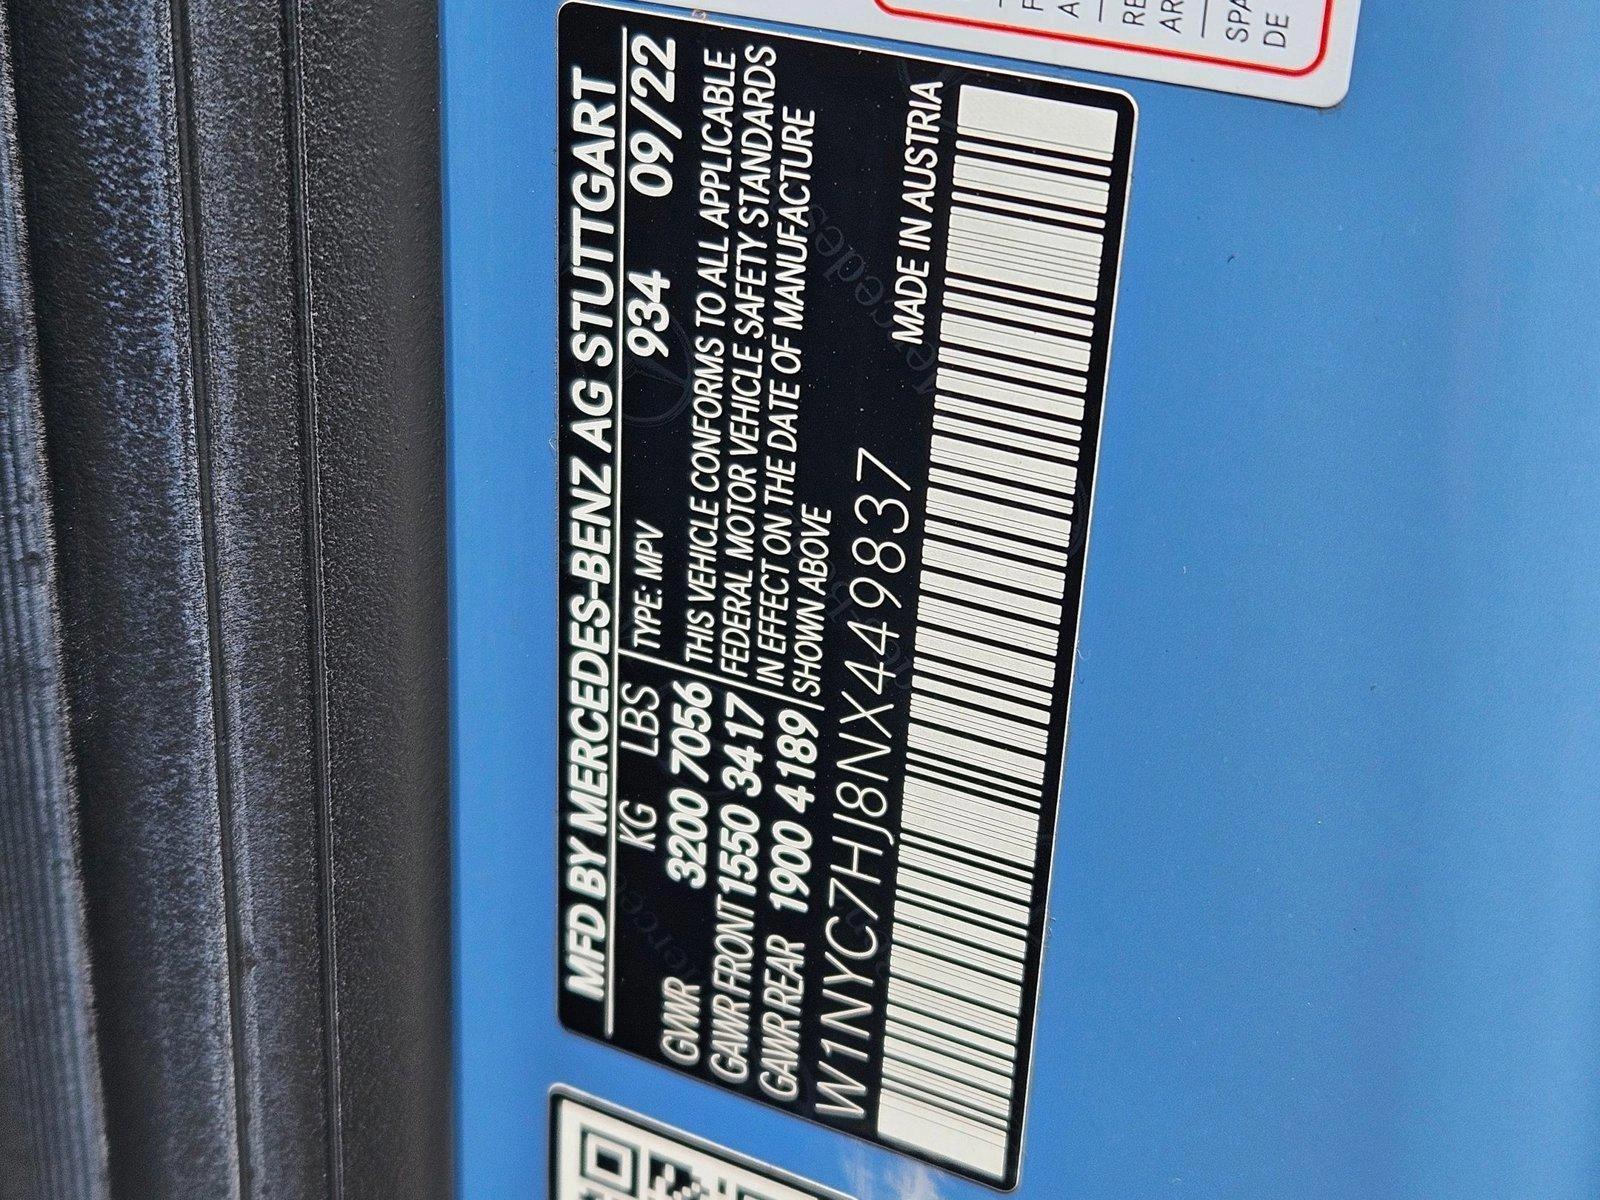 MFD BY MERCEDES-BENZ AG STUTTGART
KG LBS TYPE: MPV 934 09/22
GVWR 3200 7056
GAWR FRONT 1550 3417
GAWR REAR 1900 4189
THIS VEHICLE CONFORMS TO ALL APPLICABLE
FEDERAL MOTOR VEHICLE SAFETY STANDARDS
IN EFFECT ON THE DATE OF MANUFACTURE
SHOWN ABOVE
MADE IN AUSTRIA
W1NYC7HJ8NX449837
DE